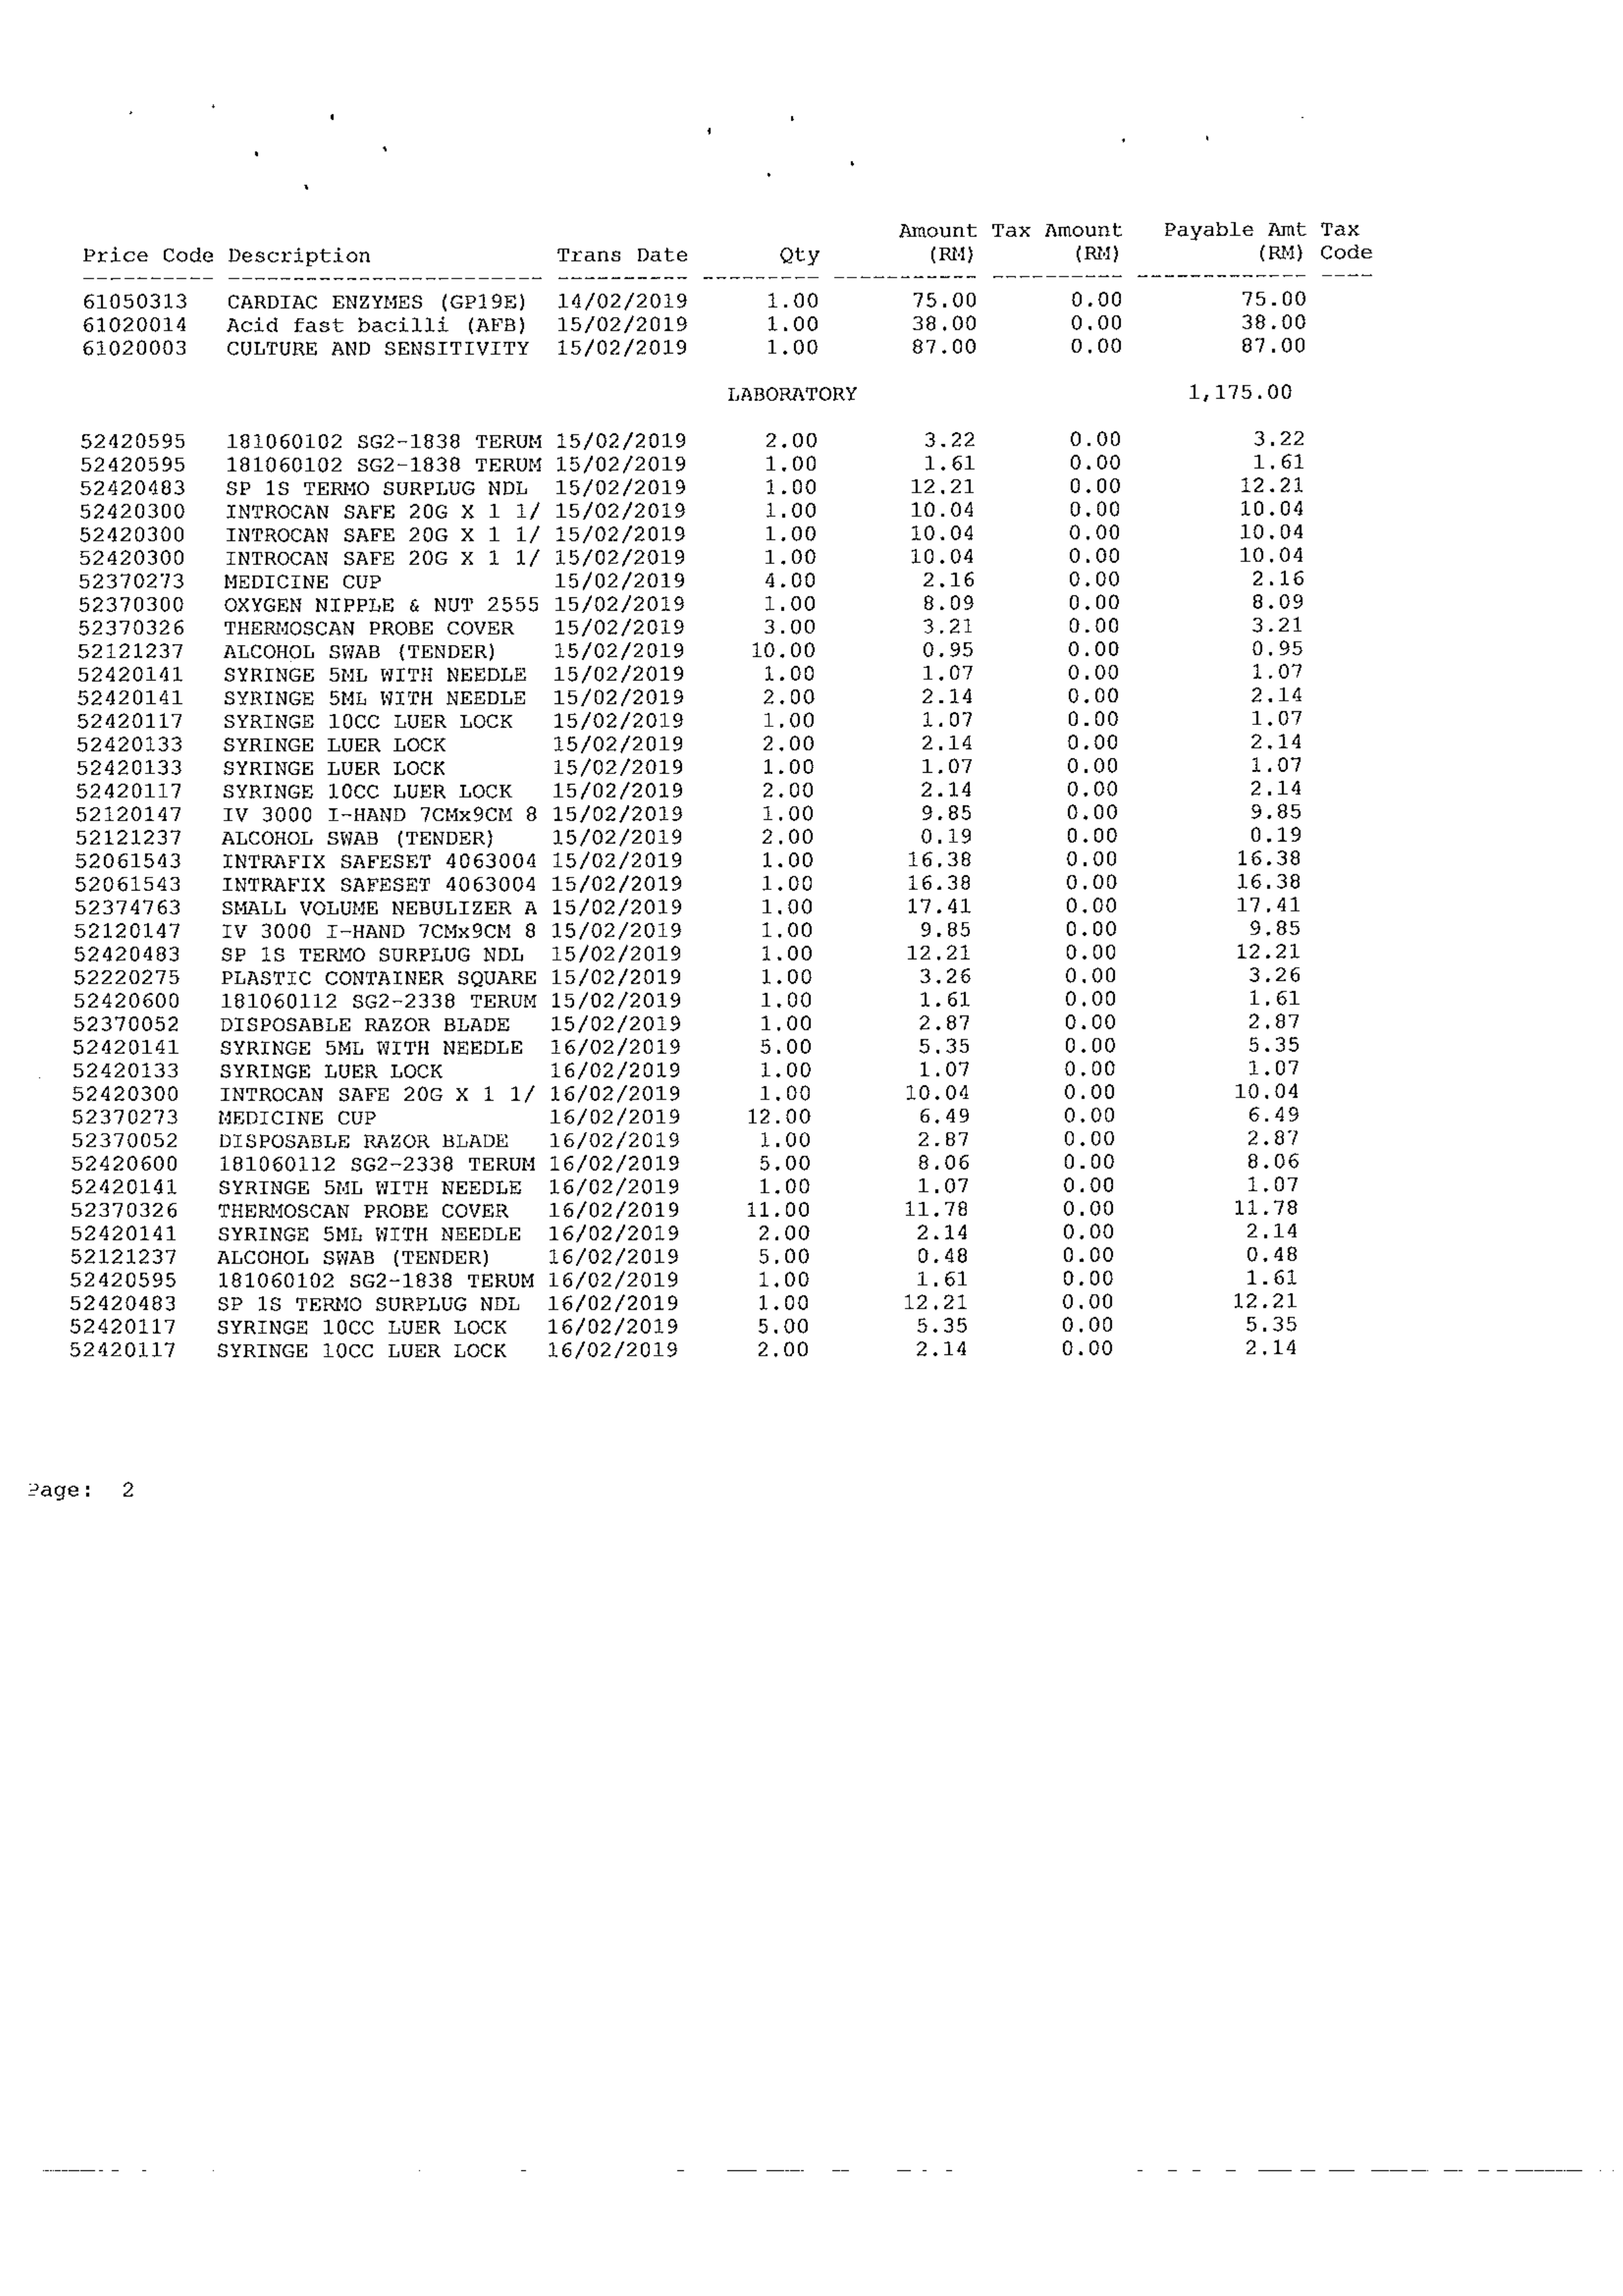 Amount Tax Amount Payable Amt Tax
Price Code Description Trans Date Qty (RM) (RM) (RM) Code
61050313 CARDIAC ENZYMES (GP19E) 14/02/2019 1.00 75.00 0.00 75.00
61020014 Acid fast bacilli (AFB) 15/02/2019 1.00 38.00 0.00 38.00
61020003 CULTURE AND SENSITIVITY 15/02/2019 1.00 87.00 0.00 87.00
LABORATORY 1,175.00
52420595 181060102 SG2-1838 TERUM 15/02/2019 2.00 3.22 0.00 3.22
52420595 181060102 SG2-1838 TERUM 15/02/2019 1.00 1.61 0.00 1.61
52420483 SP 1S TERMO SURPLUG NDL 15/02/2019 1.00 12.21 0.00 12.21
52420300 INTROCAN SAFE 20G X 1 1/ 15/02/2019 1.00 10.04 0.00 10.04
52420300 INTROCAN SAFE 20G X 1 1/ 15/02/2019 1.00 10.04 0.00 10.04
52420300 INTROCAN SAFE 20G X 1 1/ 15/02/2019 1.00 10.04 0.00 10.04
52370273 MEDICINE CUP 15/02/2019 4.00 2.16 0.00 2.16
52370300 OXYGEN NIPPLE & NUT 2555 15/02/2019 1.00 8.09 0.00 8.09
52370326 THERMOSCAN PROBE COVER 15/02/2019 3.00 3.21 0.00 3.21
52121237 ALCOHOL SWAB (TENDER) 15/02/2019 10.00 0.95 0.00 0.95
52420141 SYRINGE 5ML WITH NEEDLE 15/02/2019 1.00 1.07 0.00 1.07
52420141 SYRINGE 5ML WITH NEEDLE 15/02/2019 2.00 2.14 0.00 2.14
52420117 SYRINGE 10CC LUER LOCK 15/02/2019 1.00 1.07 0.00 1.07
52420133 SYRINGE LUER LOCK 15/02/2019 2.00 2.14 0.00 2.14
52420133 SYRINGE LUER LOCK 15/02/2019 1.00 1.07 0.00 1.07
52420117 SYRINGE 10CC LUER LOCK 15/02/2019 2.00 2.14 0.00 2.14
52120147 IV 3000 I-HAND 7CMx9CM 8 15/02/2019 1.00 9.85 0.00 9.85
52121237 ALCOHOL SWAB (TENDER) 15/02/2019 2.00 0.19 0.00 0.19
52061543 INTRAFIX SAFESET 4063004 15/02/2019 1.00 16.38 0.00 16.38
52061543 INTRAFIX SAFESET 4063004 15/02/2019 1.00 16.38 0.00 16.38
52374763 SMALL VOLUME NEBULIZER A 15/02/2019 1.00 17.41 0.00 17.41
52120147 IV 3000 I-HAND 7CMx9CM 8 15/02/2019 1.00 9.85 0.00 9.85
52420483 SP 1S TERMO SURPLUG NDL 15/02/2019 1.00 12.21 0.00 12.21
52220275 PLASTIC CONTAINER SQUARE 15/02/2019 1.00 3.26 0.00 3.26
52420600 181060112 SG2-2338 TERUM 15/02/2019 1.00 1.61 0.00 1.61
52370052 DISPOSABLE RAZOR BLADE 15/02/2019 1.00 2.87 0.00 2.87
52420141 SYRINGE 5ML WITH NEEDLE 16/02/2019 5.00 5.35 0.00 5.35
52420133 SYRINGE LUER LOCK 16/02/2019 1.00 1.07 0.00 1.07
52420300 INTROCAN SAFE 20G X 1 1/ 16/02/2019 1.00 10.04 0.00 10.04
52370273 MEDICINE CUP 16/02/2019 12.00 6.49 0.00 6.49
52370052 DISPOSABLE RAZOR BLADE 16/02/2019 1.00 2.87 0.00 2.87
52420600 181060112 SG2-2338 TERUM 16/02/2019 5.00 8.06 0.00 8.06
52420141 SYRINGE 5ML WITH NEEDLE 16/02/2019 1.00 1.07 0.00 1.07
52370326 THERMOSCAN PROBE COVER 16/02/2019 11.00 11.78 0.00 11.78
52420141 SYRINGE 5ML WITH NEEDLE 16/02/2019 2.00 2.14 0.00 2.14
52121237 ALCOHOL SWAB (TENDER) 16/02/2019 5.00 0.48 0.00 0.48
52420595 181060102 SG2-1838 TERUM 16/02/2019 1.00 1.61 0.00 1.61
52420483 SP 1S TERMO SURPLUG NDL 16/02/2019 1.00 12.21 0.00 12.21
52420117 SYRINGE 10CC LUER LOCK 16/02/2019 5.00 5.35 0.00 5.35
52420117 SYRINGE 10CC LUER LOCK 16/02/2019 2.00 2.14 0.00 2.14
Page: 2